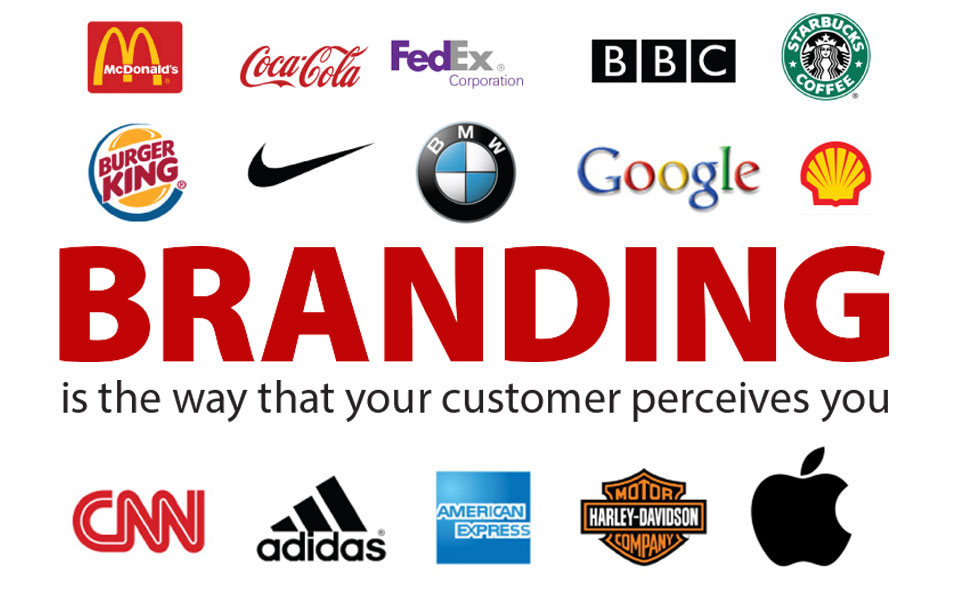 McDonald's
®
Coca-Cola
FedEx®
Corporation
BBC
STARBUCKS
COFFEE
®
BURGER
KING®
BMW
Google
BRANDING
is the way that your customer perceives you
CNN
adidas®
AMERICAN
EXPRESS
MOTOR
HARLEY-DAVIDSON
COMPANY